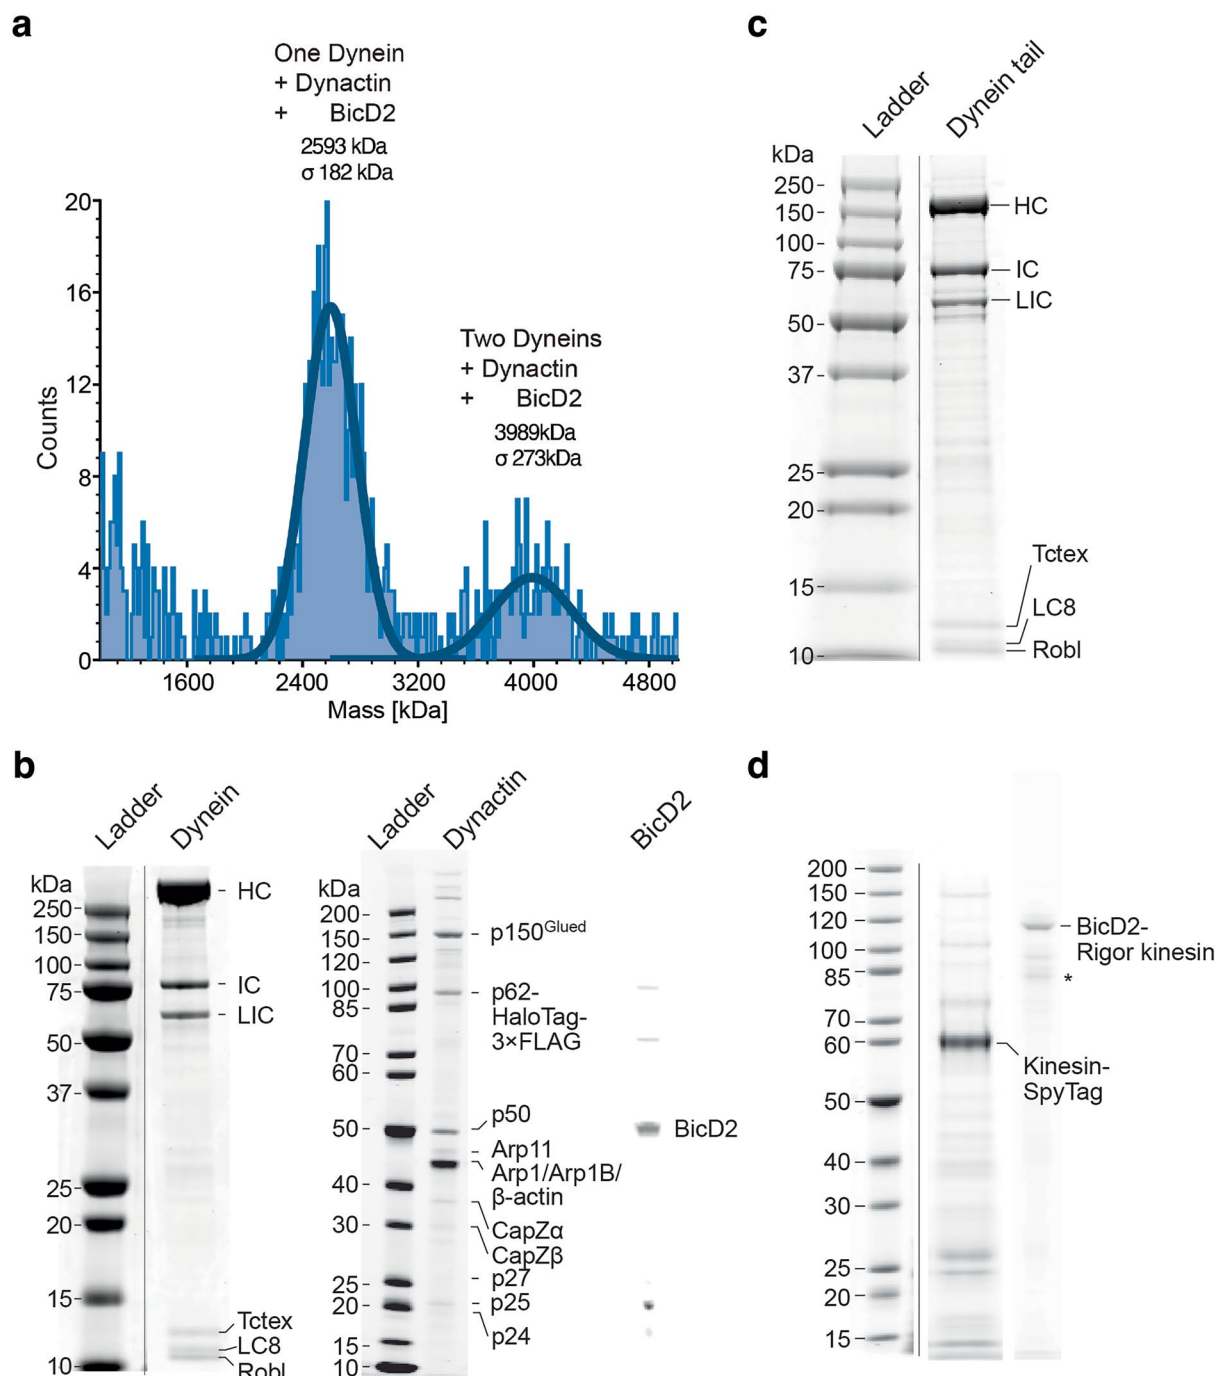 a
One Dynein
+ Dynactin
+ BicD2
2593 kDa
σ 182 kDa
Two Dyneins
+ Dynactin
+ BicD2
3989kDa
σ 273kDa
Counts
20
16
12
8
4
0
1600 2400 3200 4000 4800
Mass [kDa]
c
Ladder
Dynein tail
kDa
250
150
100
75
50
37
25
20
15
10
HC
IC
LIC
Tctex
LC8
Robl
b
Ladder
Dynein
kDa
250
150
100
75
50
37
25
20
15
10
HC
IC
LIC
Tctex
LC8
Robl
Ladder
Dynactin
BicD2
kDa
200
150
120
100
85
70
60
50
40
30
25
20
15
10
p150Glued
p62-
HaloTag-
3×FLAG
p50
Arp11
Arp1/Arp1B/
β-actin
CapZα
CapZβ
p27
p25
p24
BicD2
d
200
150
120
100
85
70
60
50
40
30
25
20
15
BicD2-
Rigor kinesin
*
Kinesin-
SpyTag